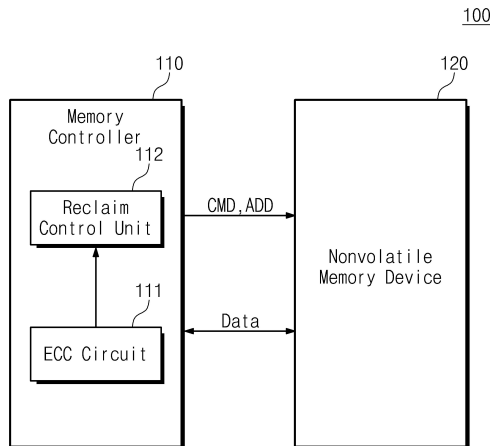 100
110
120
Memory
Controller
112
Reclaim
Control Unit
CMD,ADD
Nonvolatile
Memory Device
111
Data
ECC Circuit